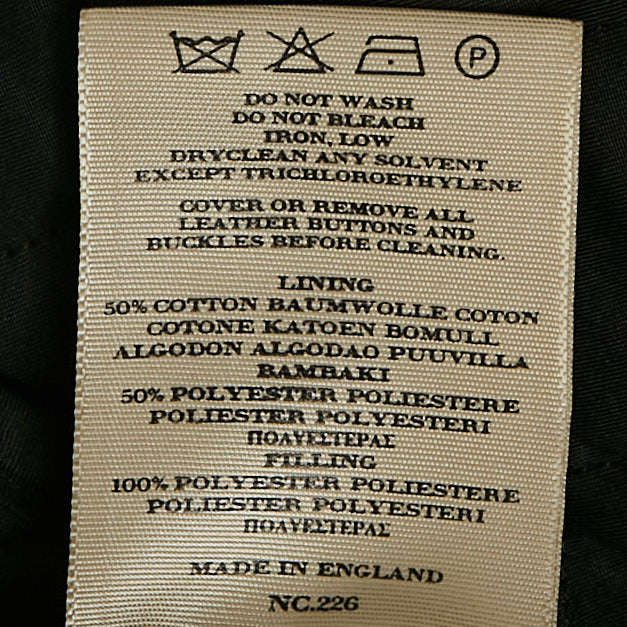 P
DO NOT WASH
DO NOT BLEACH
IRON, LOW
DRYCLEAN ANY SOLVENT
EXCEPT TRICHLOROETHYLENE
COVER OR REMOVE ALL
LEATHER BUTTONS AND
BUCKLES BEFORE CLEANING.
LINING
50% COTTON BAUMWOLLE COTON
COTONE KATOEN BOMULL
ALGODON ALGODAO PUUVILLA
BAMBAKI
50% POLYESTER POLIESTERE
POLIESTER POLYESTERI
ΠΟΛΥΕΣΤΕΡΑΣ
FILLING
100% POLYESTER POLIESTERE
POLIESTER POLYESTERI
ΠΟΛΥΕΣΤΕΡΑΣ
MADE IN ENGLAND
NC.226